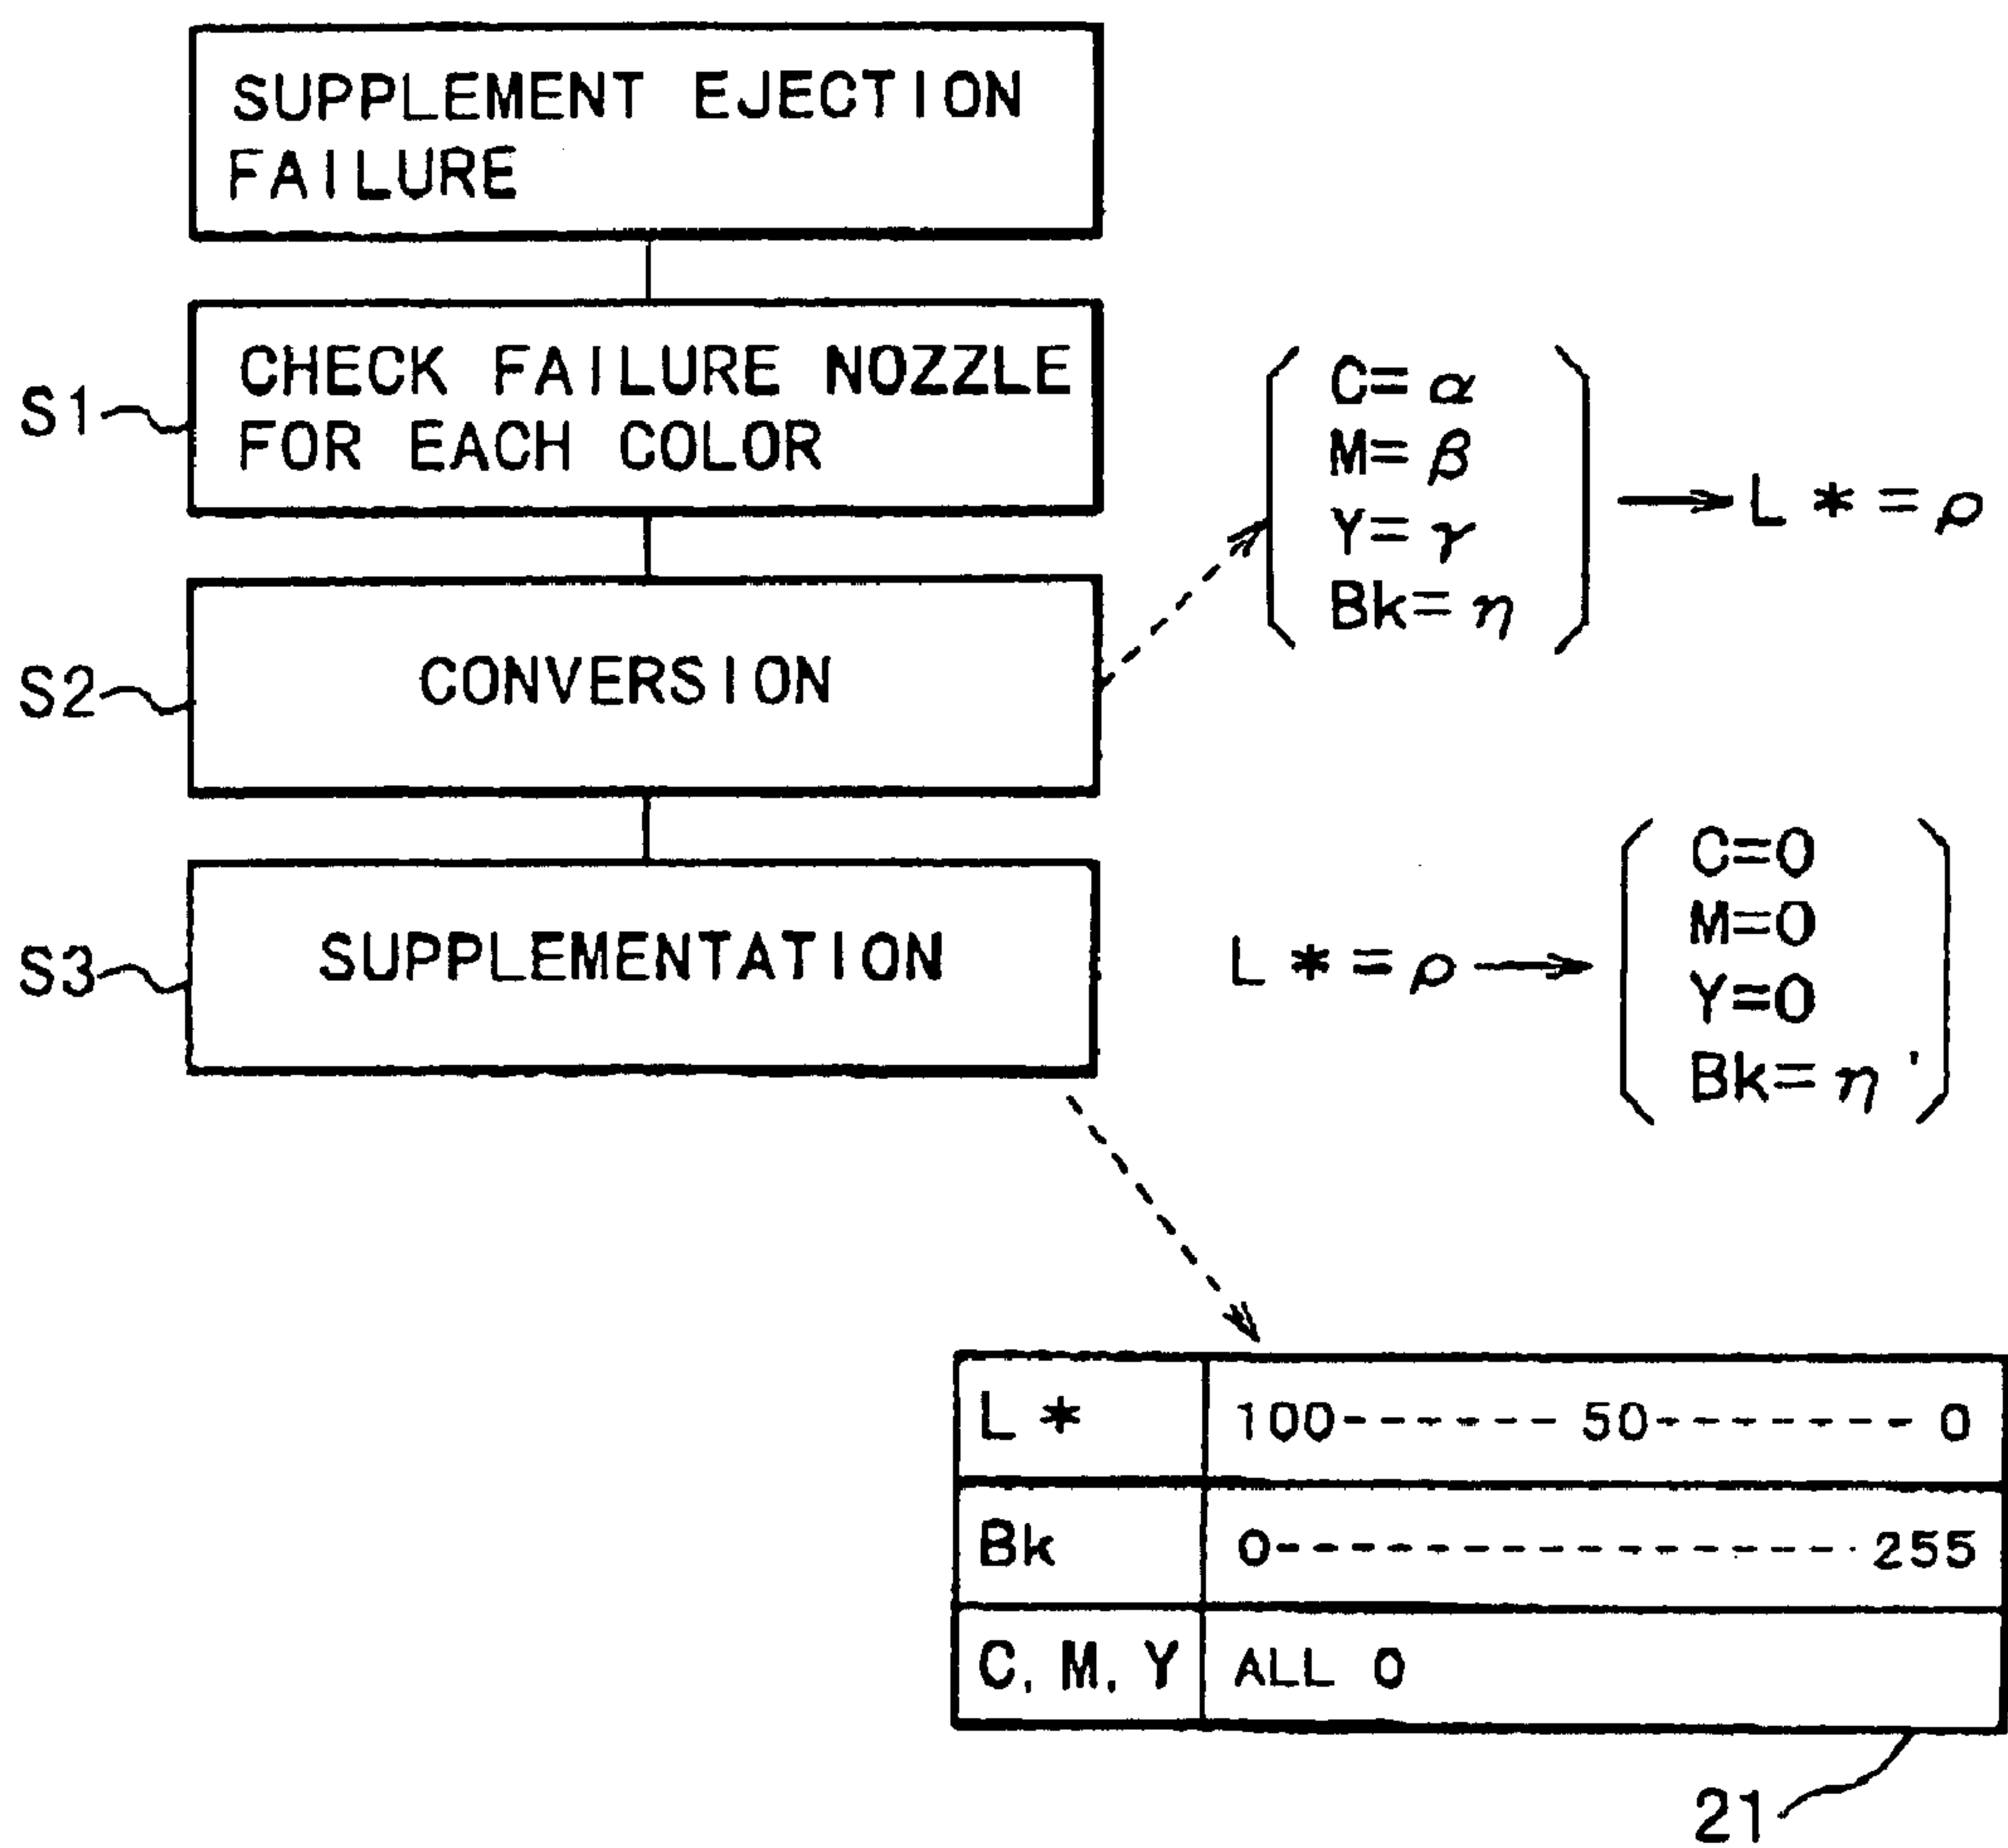 SUPPLEMENT EJECTION
FAILURE
S1
CHECK FAILURE NOZZLE
FOR EACH COLOR
C=α
M=β
Y=γ
Bk=η
L*=ρ
S2
CONVERSION
S3
SUPPLEMENTATION
L*=ρ
C=0
M=0
Y=0
Bk=η'
L* 100------50-------0
Bk 0----------------255
C, M, Y ALL 0
21